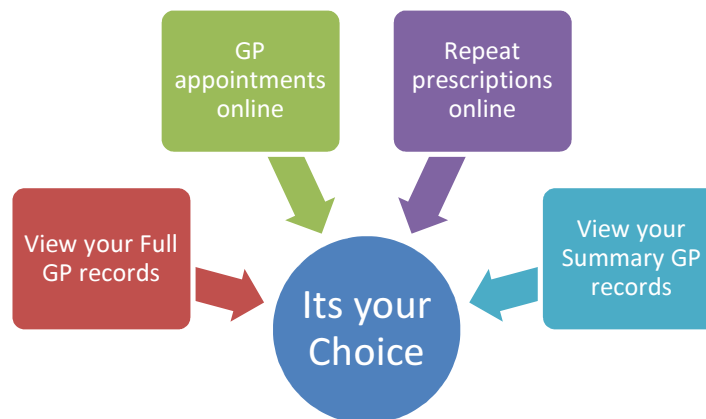 GP
appointments
online
Repeat
prescriptions
online
View your Full
GP records
View your
Summary GP
records
Its your
Choice